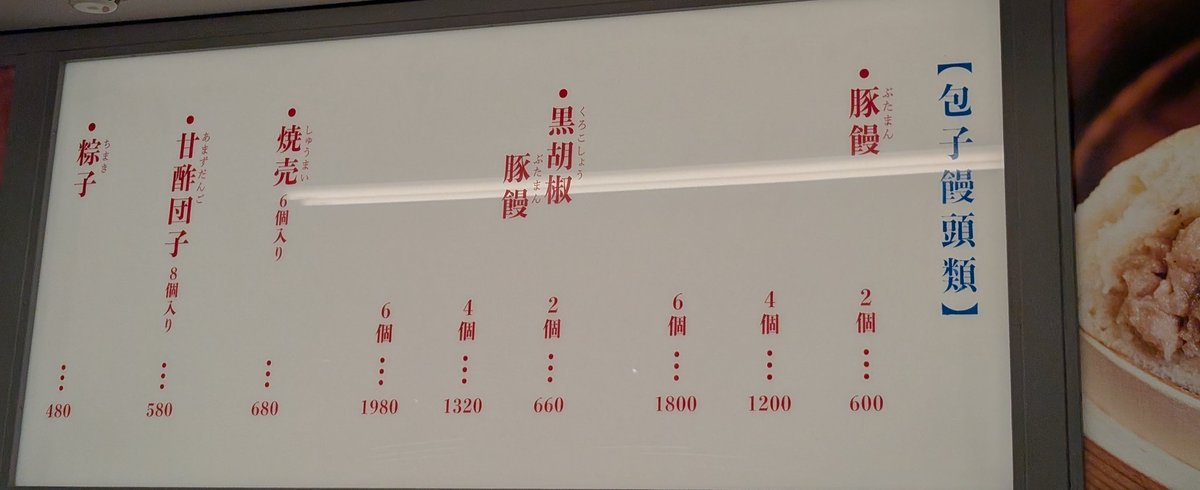 【包子饅頭類】
●豚饅
ぶたまん
2個…600
4個…1200
6個…1800
●黒胡椒
くろこしょう
豚饅
ぶたまん
2個…660
4個…1320
6個…1980
●焼売 6個入り…680
しゅうまい
●甘酢団子 8個入り…580
あまずだんご
●粽子…480
ちまき